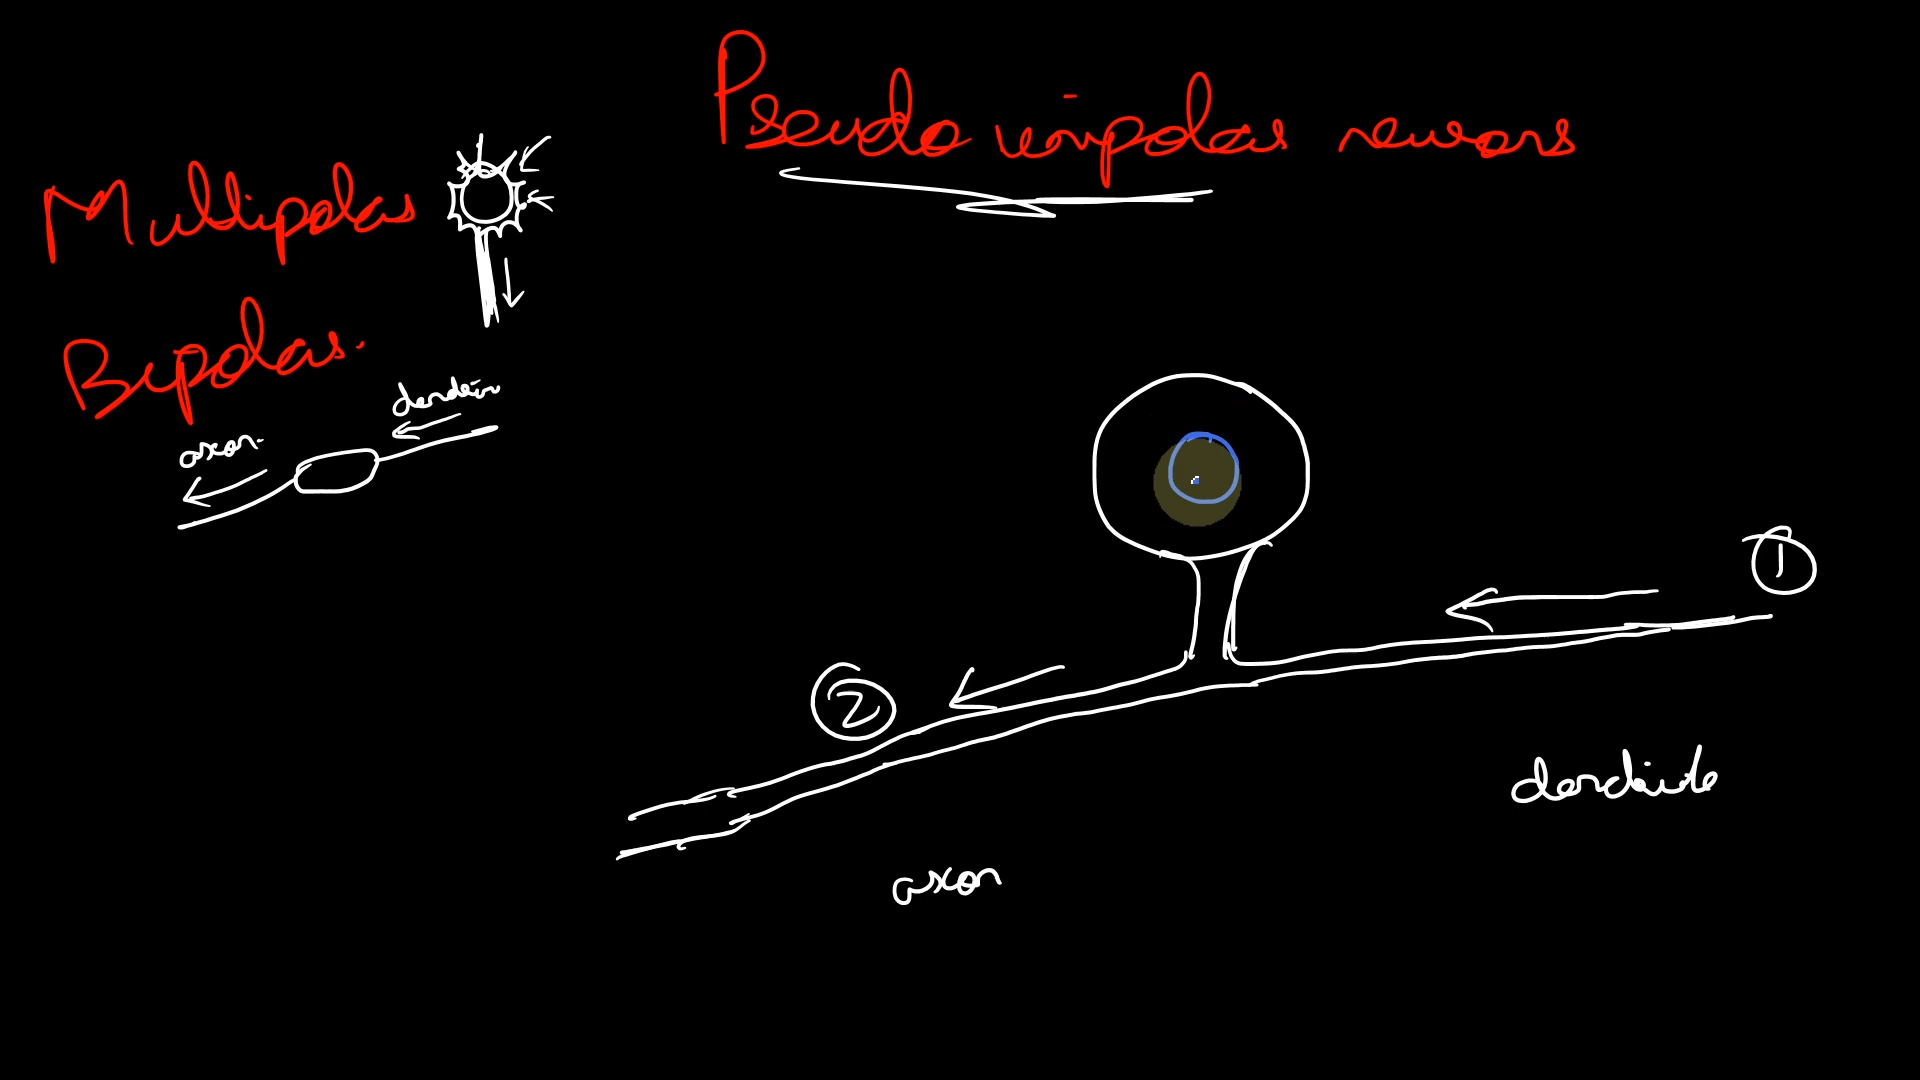 Pseudo unipolar neurons
Multipolar
Bipolar.
dendrite
axon.
1
2
dendrite
axon